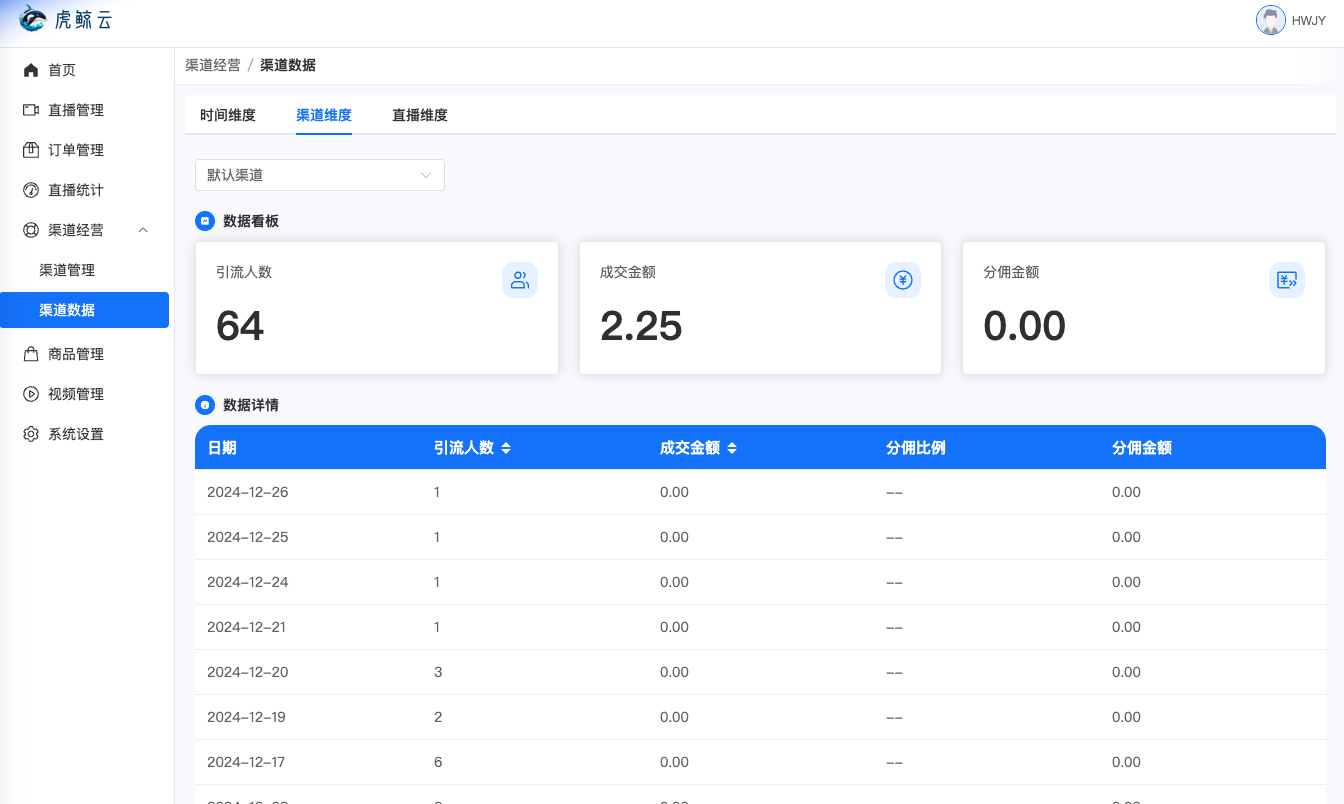 虎鲸云
HWJY
首页
直播管理
订单管理
直播统计
渠道经营
渠道管理
渠道数据
商品管理
视频管理
系统设置
渠道经营 / 渠道数据
时间维度 渠道维度 直播维度
默认渠道
数据看板
引流人数
64
成交金额
2.25
分佣金额
0.00
数据详情
日期 引流人数 成交金额 分佣比例 分佣金额
2024-12-26 1 0.00 -- 0.00
2024-12-25 1 0.00 -- 0.00
2024-12-24 1 0.00 -- 0.00
2024-12-21 1 0.00 -- 0.00
2024-12-20 3 0.00 -- 0.00
2024-12-19 2 0.00 -- 0.00
2024-12-17 6 0.00 -- 0.00